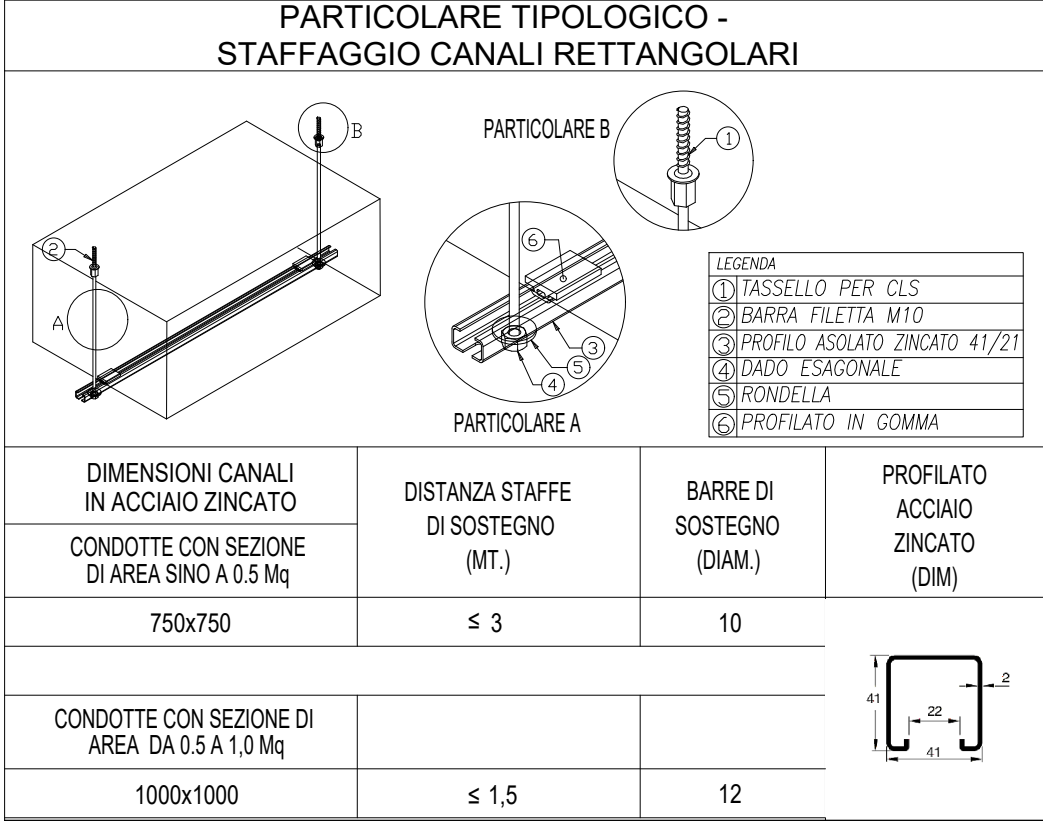 PARTICOLARE TIPOLOGICO -
STAFFAGGIO CANALI RETTANGOLARI
B
PARTICOLARE B
1
2
A
6
3
5
4
PARTICOLARE A
LEGENDA
1 TASSELLO PER CLS
2 BARRA FILETTA M10
3 PROFILO ASOLATO ZINCATO 41/21
4 DADO ESAGONALE
5 RONDELLA
6 PROFILATO IN GOMMA
DIMENSIONI CANALI
IN ACCIAIO ZINCATO
CONDOTTE CON SEZIONE
DI AREA SINO A 0.5 Mq
DISTANZA STAFFE
DI SOSTEGNO
(MT.)
BARRE DI
SOSTEGNO
(DIAM.)
PROFILATO
ACCIAIO
ZINCATO
(DIM)
750x750
≤ 3
10
CONDOTTE CON SEZIONE DI
AREA DA 0.5 A 1,0 Mq
1000x1000
≤ 1,5
12
41
2
22
41